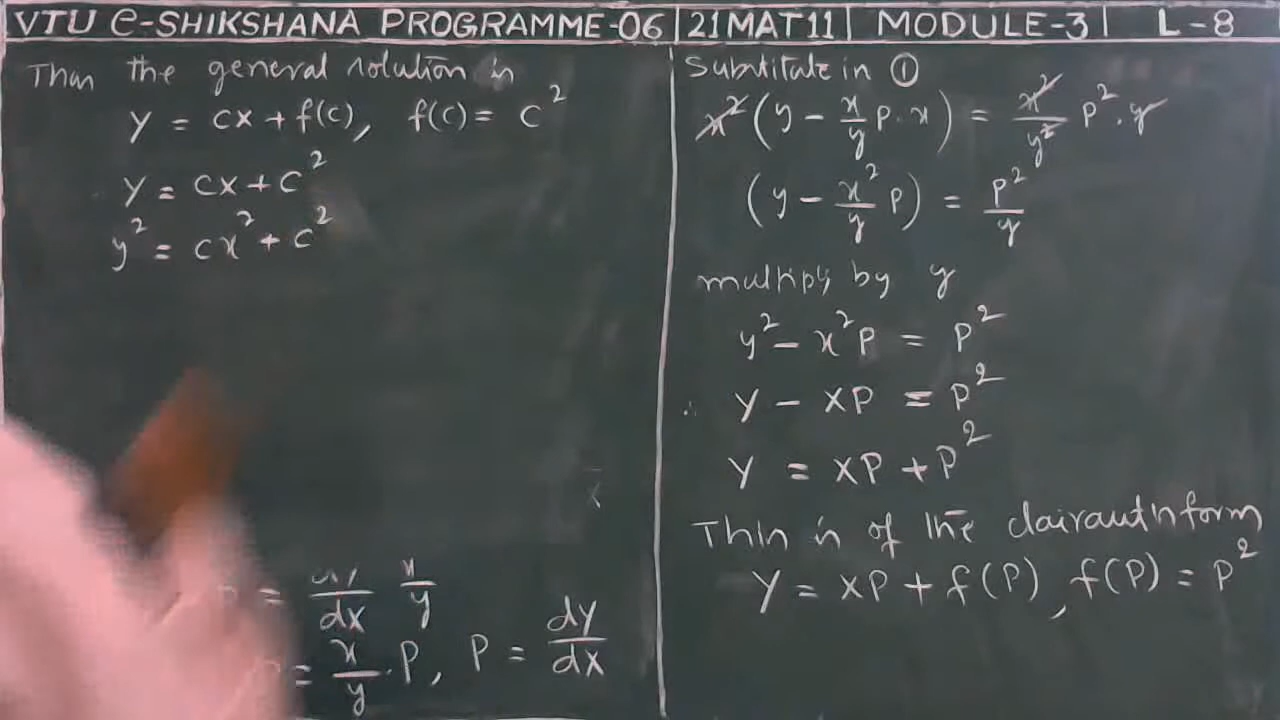 VTU e-SHIKSHANA PROGRAMME-06 | 21MAT11 | MODULE-3 | L-8
Then the general solution is
y = cx + f(c), f(c) = c²
Y = cx + c²
y² = cx² + c²
= dx x/y
= x/y · P, P = dY/dX
Substitute in ①
x² (y - x/y P · x) = x²/y² P² · y
(y - x²/y P) = P²/y
multiply by y
y² - x²P = P²
∴ Y - XP = P²
Y = XP + P²
This is of the clairaut's form
Y = XP + f(P), f(P) = P²